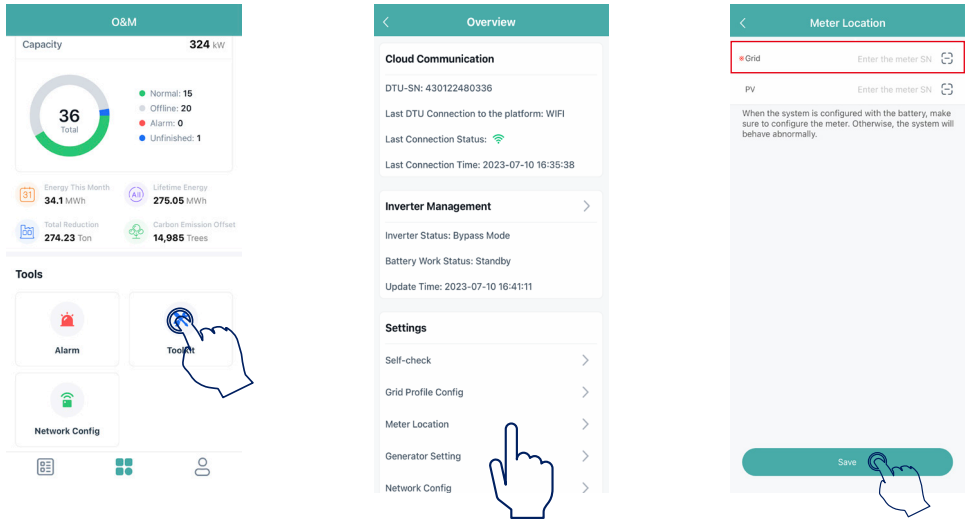 O&M
Capacity 324 kW
36
Total
Normal: 15
Offline: 20
Alarm: 0
Unfinished: 1
31
Energy This Month
34.1 MWh
All
Lifetime Energy
275.05 MWh
Total Reduction
274.23 Ton
Carbon Emission Offset
14,985 Trees
Tools
Alarm
Toolkit
Network Config
Overview
Cloud Communication
DTU-SN: 430122480336
Last DTU Connection to the platform: WIFI
Last Connection Status:
Last Connection Time: 2023-07-10 16:35:38
Inverter Management
Inverter Status: Bypass Mode
Battery Work Status: Standby
Update Time: 2023-07-10 16:41:11
Settings
Self-check
Grid Profile Config
Meter Location
Generator Setting
Network Config
Meter Location
※Grid Enter the meter SN
PV Enter the meter SN
When the system is configured with the battery, make
sure to configure the meter. Otherwise, the system will
behave abnormally.
Save